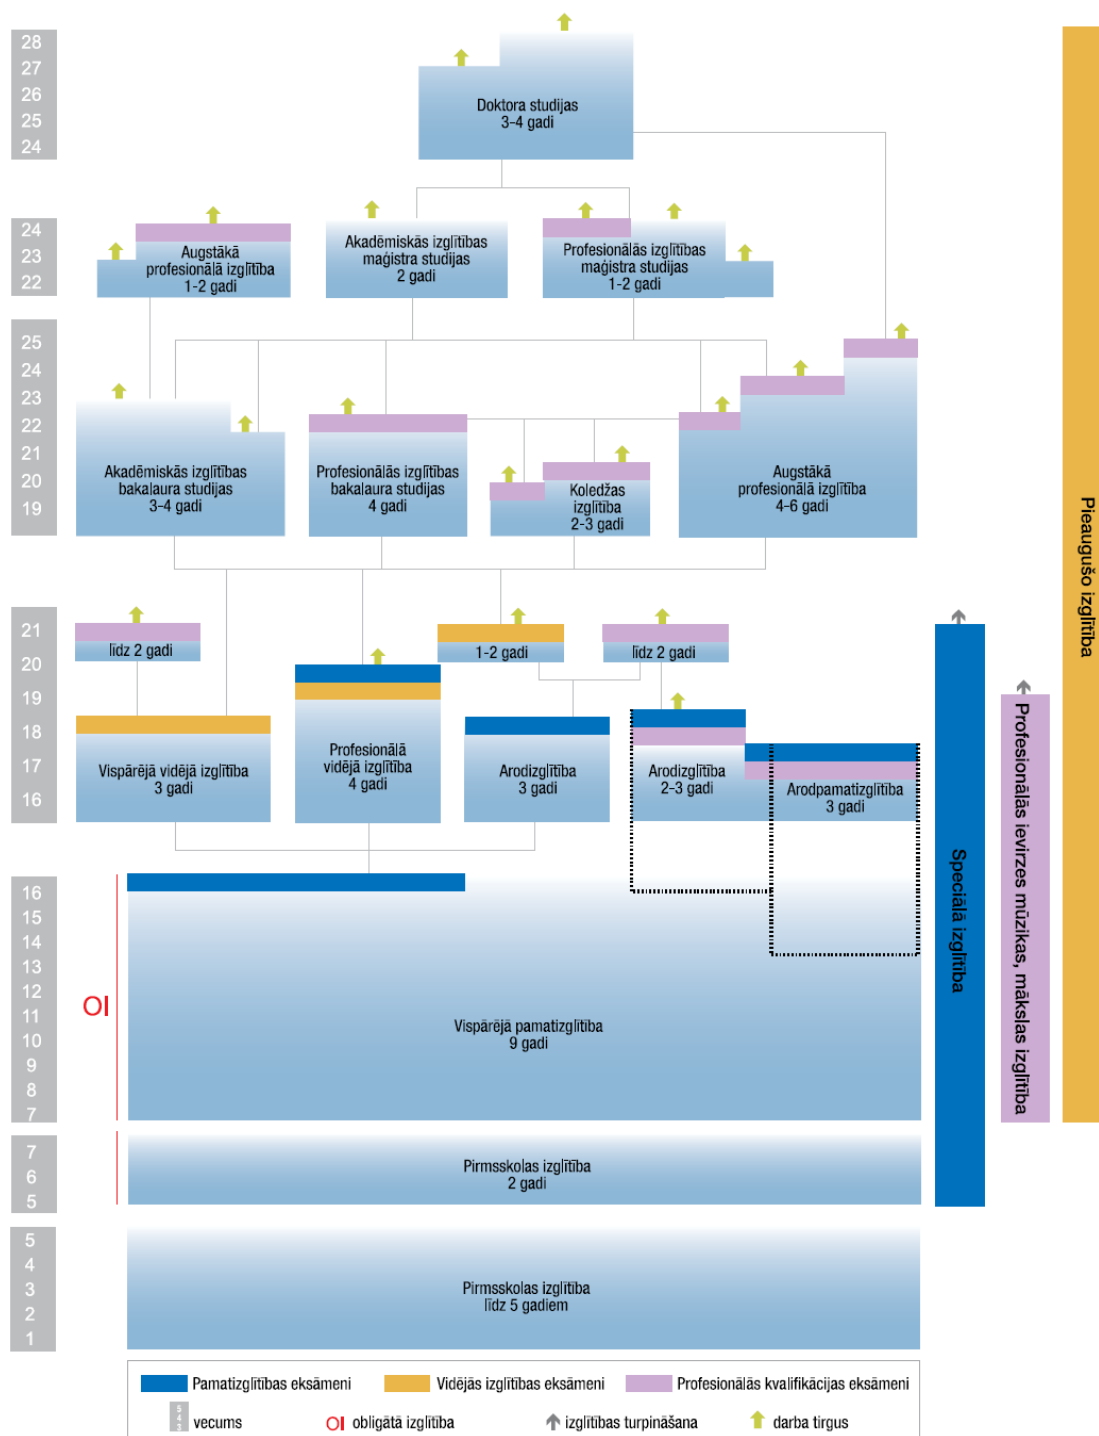 28
27
26
25
24
Doktora studijas
3-4 gadi
24
23
22
Augstākā
profesionālā izglītība
1-2 gadi
Akadēmiskās izglītības
maģistra studijas
2 gadi
Profesionālās izglītības
maģistra studijas
1-2 gadi
25
24
23
22
21
20
19
Akadēmiskās izglītības
bakalaura studijas
3-4 gadi
Profesionālās izglītības
bakalaura studijas
4 gadi
Koledžas
izglītība
2-3 gadi
Augstākā
profesionālā izglītība
4-6 gadi
21
20
19
18
17
16
līdz 2 gadi
1-2 gadi
līdz 2 gadi
Vispārējā vidējā izglītība
3 gadi
Profesionālā
vidējā izglītība
4 gadi
Arodizglītība
3 gadi
Arodizglītība
2-3 gadi
Arodpamatizglītība
3 gadi
16
15
14
13
12
11
10
9
8
7
OI
Vispārējā pamatizglītība
9 gadi
7
6
5
Pirmsskolas izglītība
2 gadi
5
4
3
2
1
Pirmsskolas izglītība
līdz 5 gadiem
Speciālā izglītība
Profesionālās ievirzes mūzikas, mākslas izglītība
Pieaugušo izglītība
Pamatizglītības eksāmeni
Vidējās izglītības eksāmeni
Profesionālās kvalifikācijas eksāmeni
5
4
3
vecums
OI obligātā izglītība
izglītības turpināšana
darba tirgus